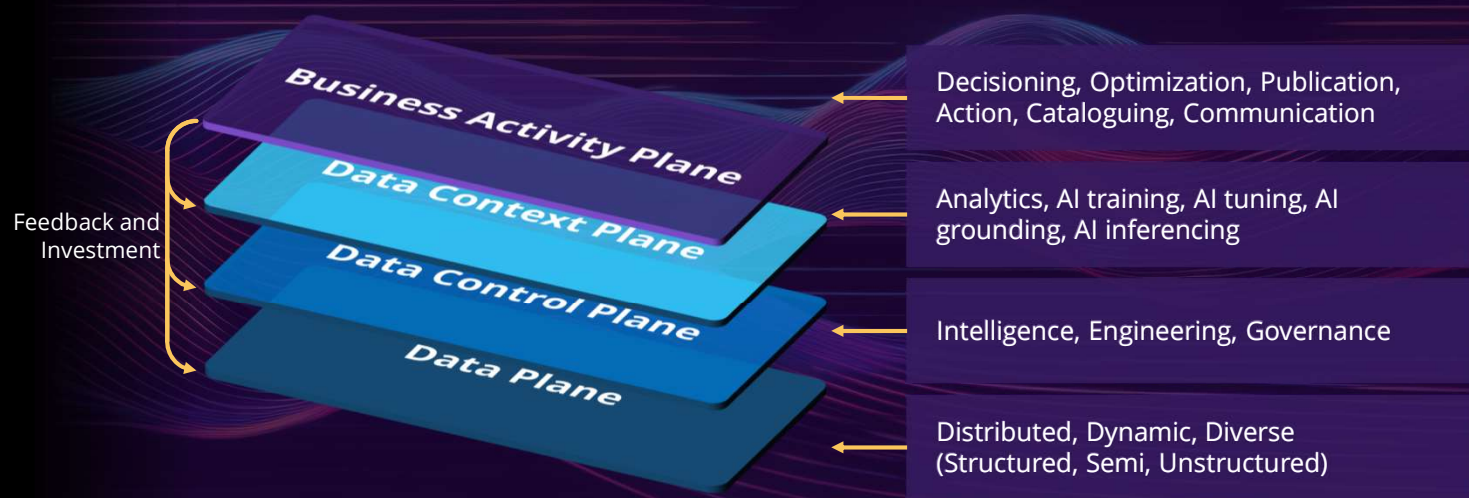 Business Activity Plane
Data Context Plane
Data Control Plane
Data Plane
Feedback and
Investment
Decisioning, Optimization, Publication,
Action, Cataloguing, Communication
Analytics, AI training, AI tuning, AI
grounding, AI inferencing
Intelligence, Engineering, Governance
Distributed, Dynamic, Diverse
(Structured, Semi, Unstructured)